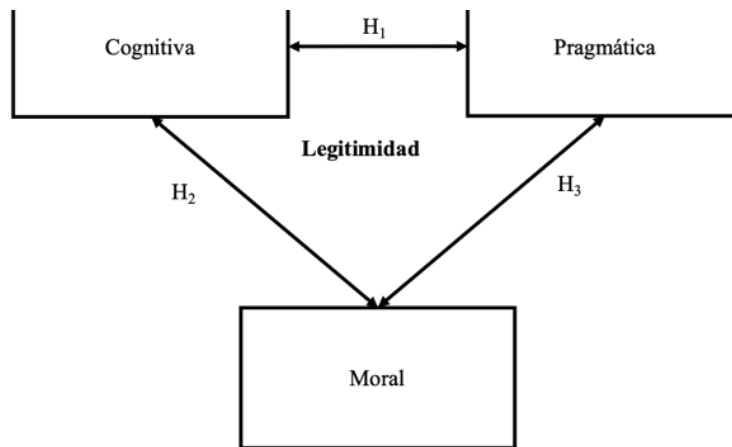 H₁
Cognitiva
Pragmática
Legitimidad
H₂
H₃
Moral